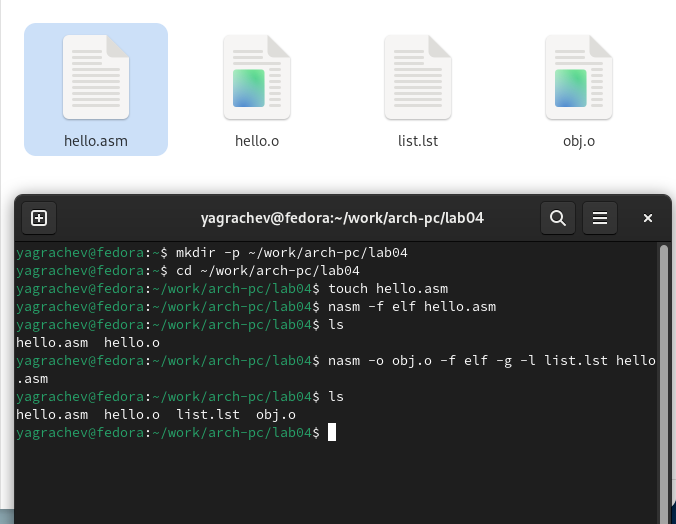 hello.asm hello.o list.lst obj.o
yagrachev@fedora:~/work/arch-pc/lab04
yagrachev@fedora:~$ mkdir -p ~/work/arch-pc/lab04
yagrachev@fedora:~$ cd ~/work/arch-pc/lab04
yagrachev@fedora:~/work/arch-pc/lab04$ touch hello.asm
yagrachev@fedora:~/work/arch-pc/lab04$ nasm -f elf hello.asm
yagrachev@fedora:~/work/arch-pc/lab04$ ls
hello.asm  hello.o
yagrachev@fedora:~/work/arch-pc/lab04$ nasm -o obj.o -f elf -g -l list.lst hello
.asm
yagrachev@fedora:~/work/arch-pc/lab04$ ls
hello.asm  hello.o  list.lst  obj.o
yagrachev@fedora:~/work/arch-pc/lab04$